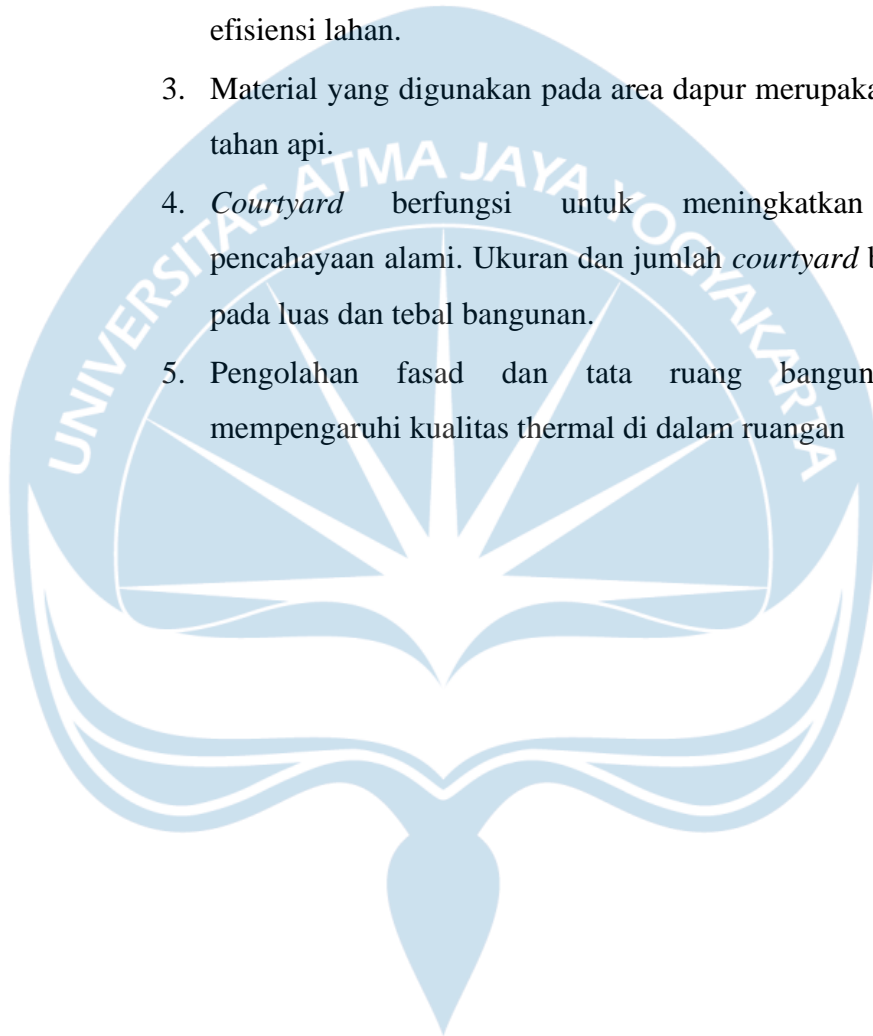 efisiensi lahan.
3. Material yang digunakan pada area dapur
tahan api.
4. Courtyard berfungsi untuk meningkatkan
pencahayaan alami. Ukuran dan jumlah courtyard
pada luas dan tebal bangunan.
5. Pengolahan fasad dan tata ruang
mempengaruhi kualitas thermal di dalam ruangan
UNIVERSITAS ATMA JAYA YOGYAKARTA